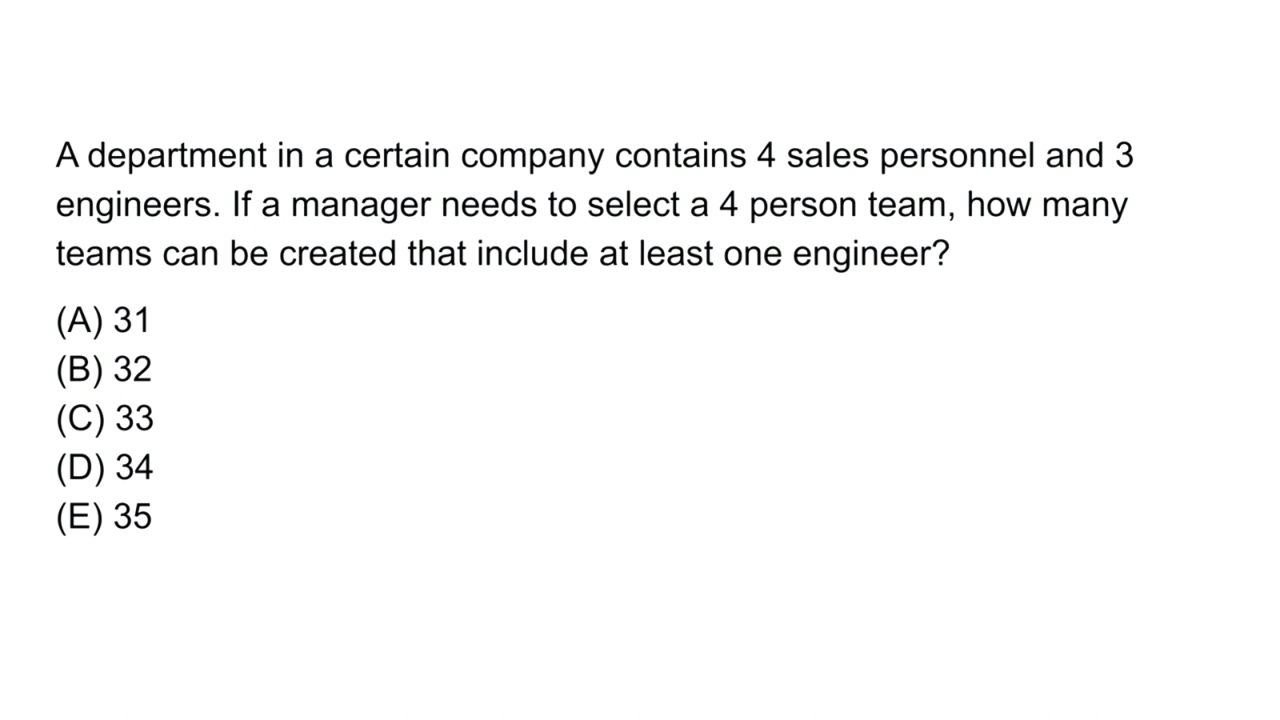 A department in a certain company contains 4 sales personnel and 3
engineers. If a manager needs to select a 4 person team, how many
teams can be created that include at least one engineer?
(A) 31
(B) 32
(C) 33
(D) 34
(E) 35